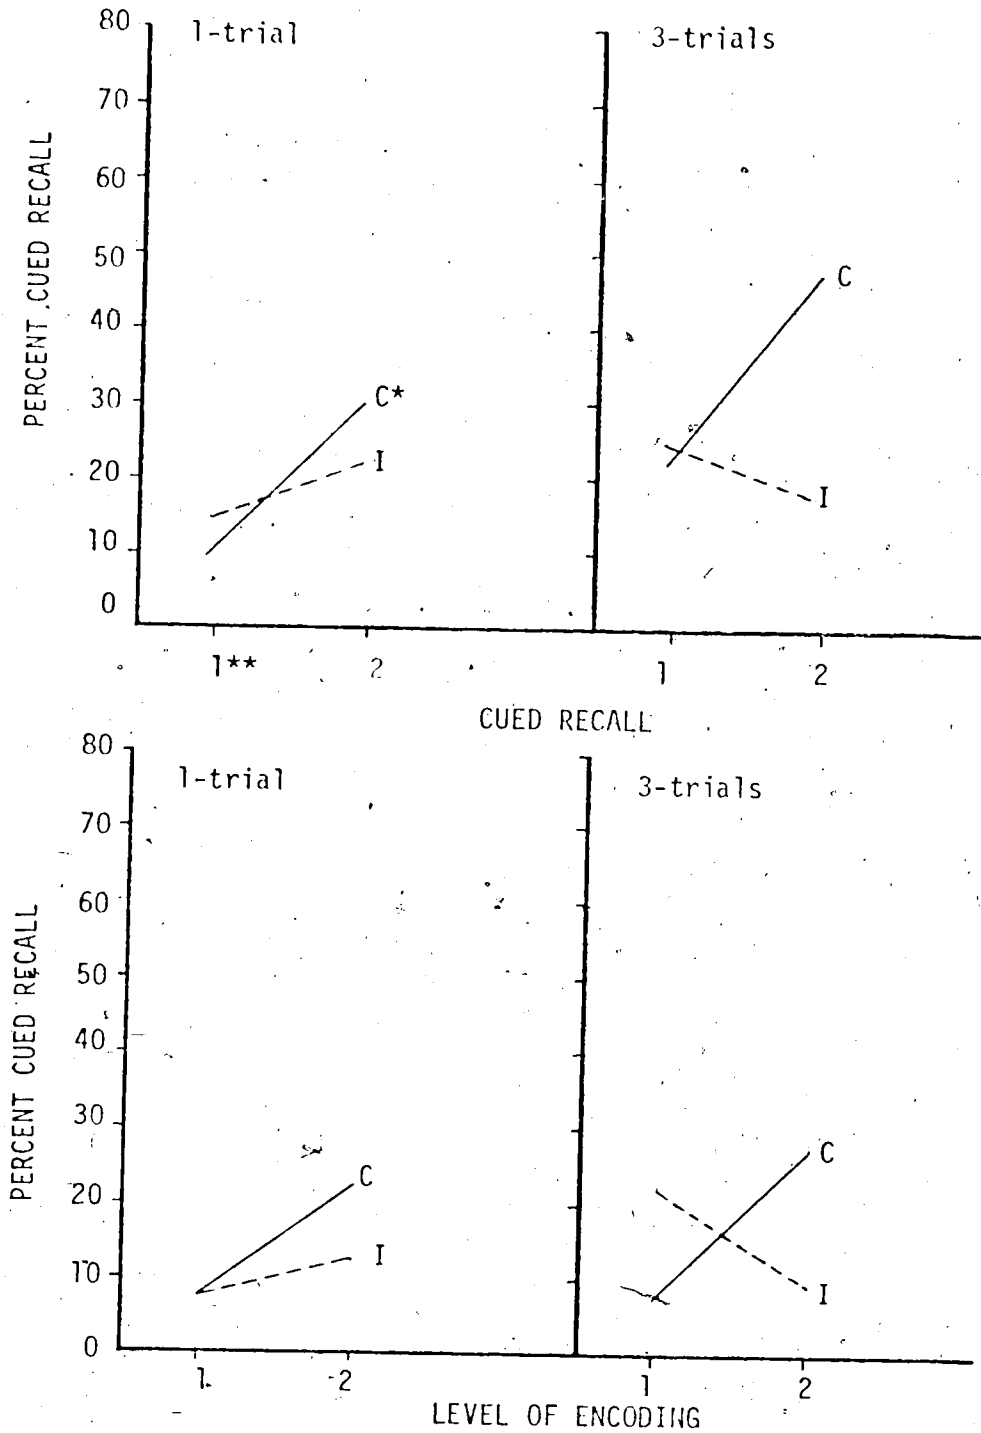 80
1-trial
3-trials
70
60
50
40
30
20
10
0
PERCENT CUED RECALL
C*
I
C
I
1**
2
1
2
CUED RECALL
80
1-trial
3-trials
70
60
50
40
30
20
10
0
PERCENT CUED RECALL
C
I
C
I
1
2
1
2
LEVEL OF ENCODING